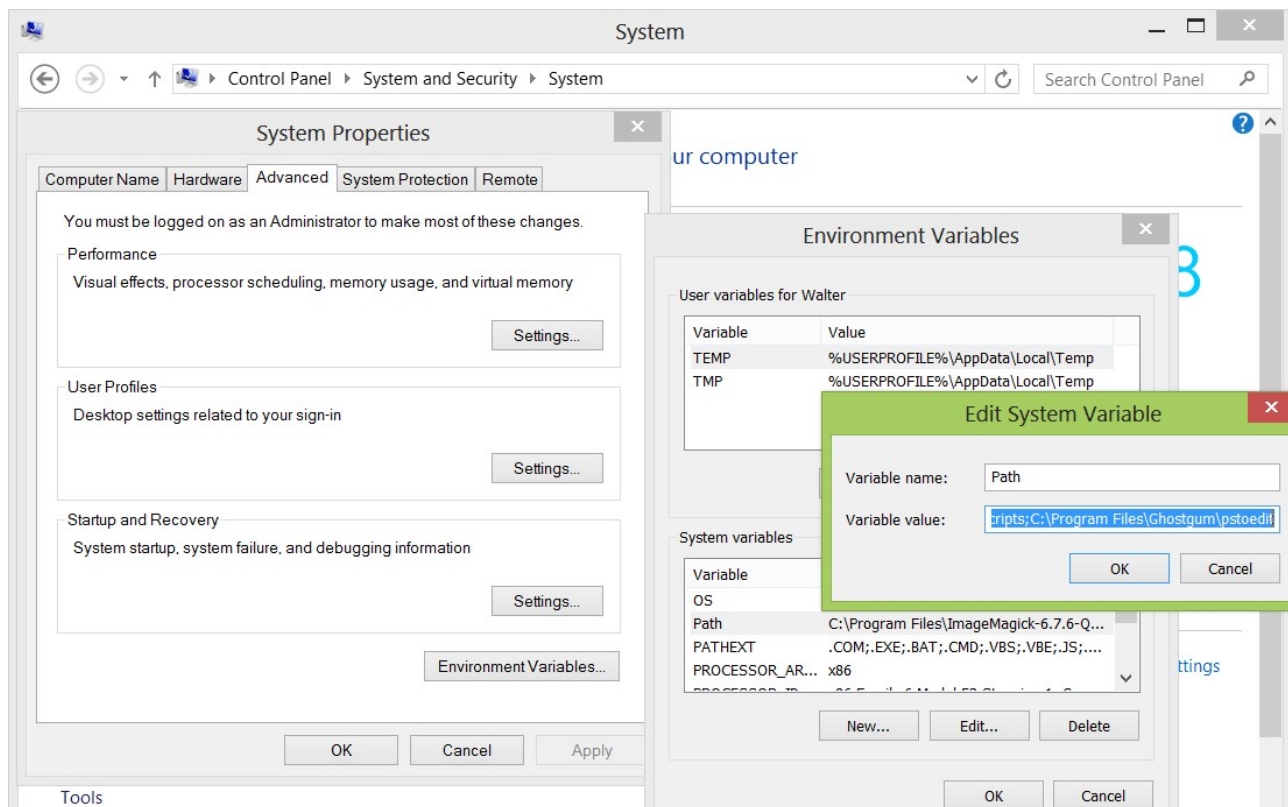 System
Control Panel System and Security System
Search Control Panel
System Properties
ur computer
Computer Name Hardware Advanced System Protection Remote
You must be logged on as an Administrator to make most of these changes.
Performance
Visual effects, processor scheduling, memory usage, and virtual memory
Settings...
User Profiles
Desktop settings related to your sign-in
Settings...
Startup and Recovery
System startup, system failure, and debugging information
Settings...
Environment Variables...
OK Cancel Apply
Tools
8
Environment Variables
User variables for Walter
Variable Value
TEMP %USERPROFILE%\AppData\Local\Temp
TMP %USERPROFILE%\AppData\Local\Temp
Edit System Variable
Variable name: Path
Variable value: cripts;C:\Program Files\Ghostgum\pstoedit
OK Cancel
System variables
Variable
OS
Path C:\Program Files\ImageMagick-6.7.6-Q...
PATHEXT .COM;.EXE;.BAT;.CMD;.VBS;.VBE;.JS;....
PROCESSOR_AR... x86
ttings
New... Edit... Delete
OK Cancel